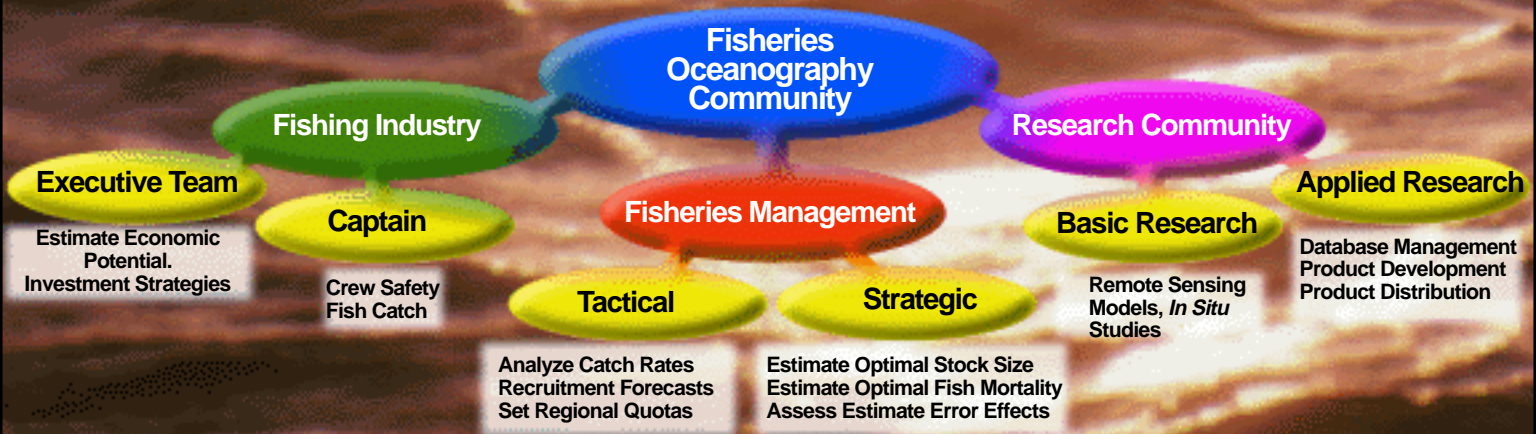 Fisheries
Oceanography
Community
Fishing Industry
Research Community
Executive Team
Captain
Fisheries Management
Basic Research
Applied Research
Estimate Economic
Potential.
Investment Strategies
Crew Safety
Fish Catch
Tactical
Strategic
Remote Sensing
Models, In Situ
Studies
Database Management
Product Development
Product Distribution
Analyze Catch Rates
Recruitment Forecasts
Set Regional Quotas
Estimate Optimal Stock Size
Estimate Optimal Fish Mortality
Assess Estimate Error Effects